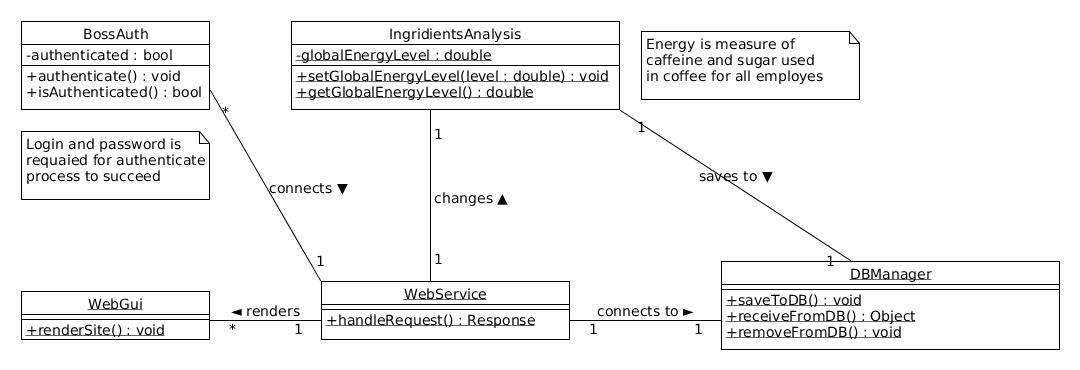 BossAuth
-authenticated : bool
+authenticate() : void
+isAuthenticated() : bool
IngridientsAnalysis
-globalEnergyLevel : double
+setGlobalEnergyLevel(level : double) : void
+getGlobalEnergyLevel() : double
Energy is measure of
caffeine and sugar used
in coffee for all employes
Login and password is
requaied for authenticate
process to succeed
*
connects ▼
1
1
changes ▲
1
1
saves to ▼
1
WebGui
+renderSite() : void
◄ renders
*
1
WebService
+handleRequest() : Response
connects to ►
1
1
DBManager
+saveToDB() : void
+receiveFromDB() : Object
+removeFromDB() : void